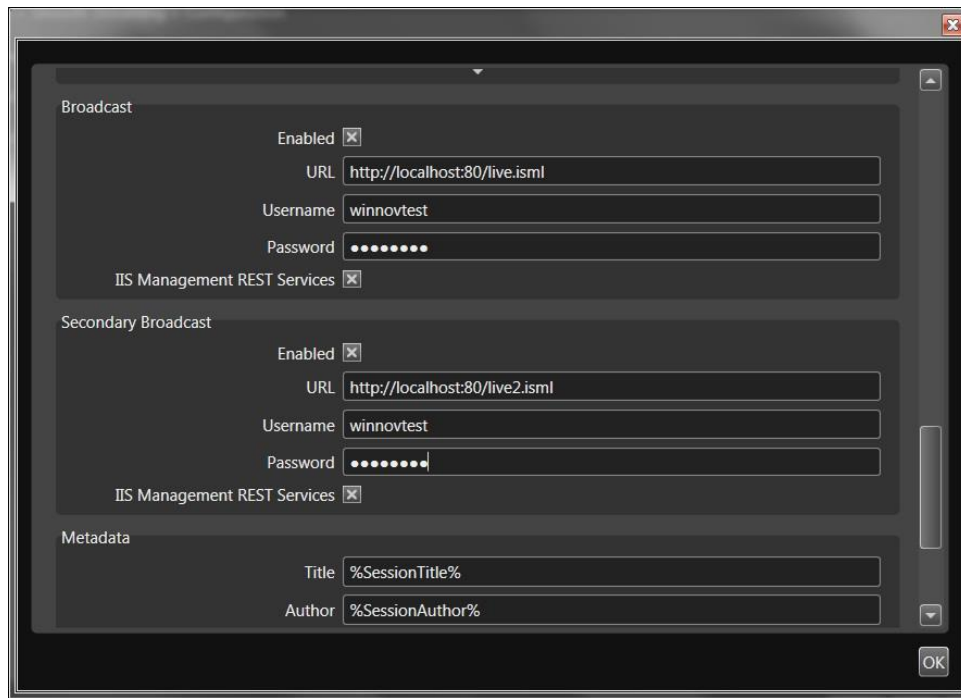 Broadcast
Enabled
URL http://localhost:80/live.isml
Username winnovtest
Password ●●●●●●●●
IIS Management REST Services
Secondary Broadcast
Enabled
URL http://localhost:80/live2.isml
Username winnovtest
Password ●●●●●●●●
IIS Management REST Services
Metadata
Title %SessionTitle%
Author %SessionAuthor%
OK